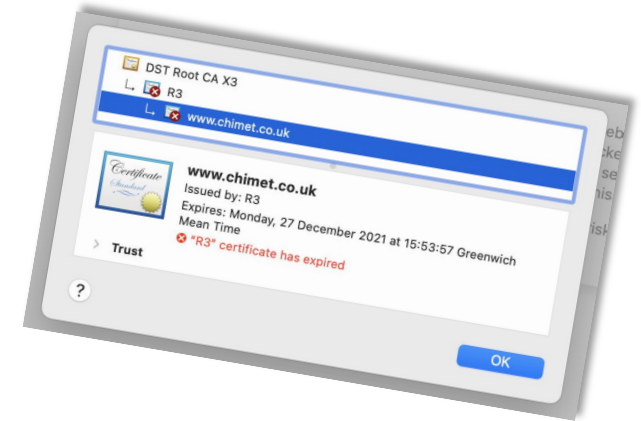 DST Root CA X3
R3
www.chimet.co.uk
Certificate
Standard
www.chimet.co.uk
Issued by: R3
Expires: Monday, 27 December 2021 at 15:53:57 Greenwich
Mean Time
"R3" certificate has expired
Trust
?
OK